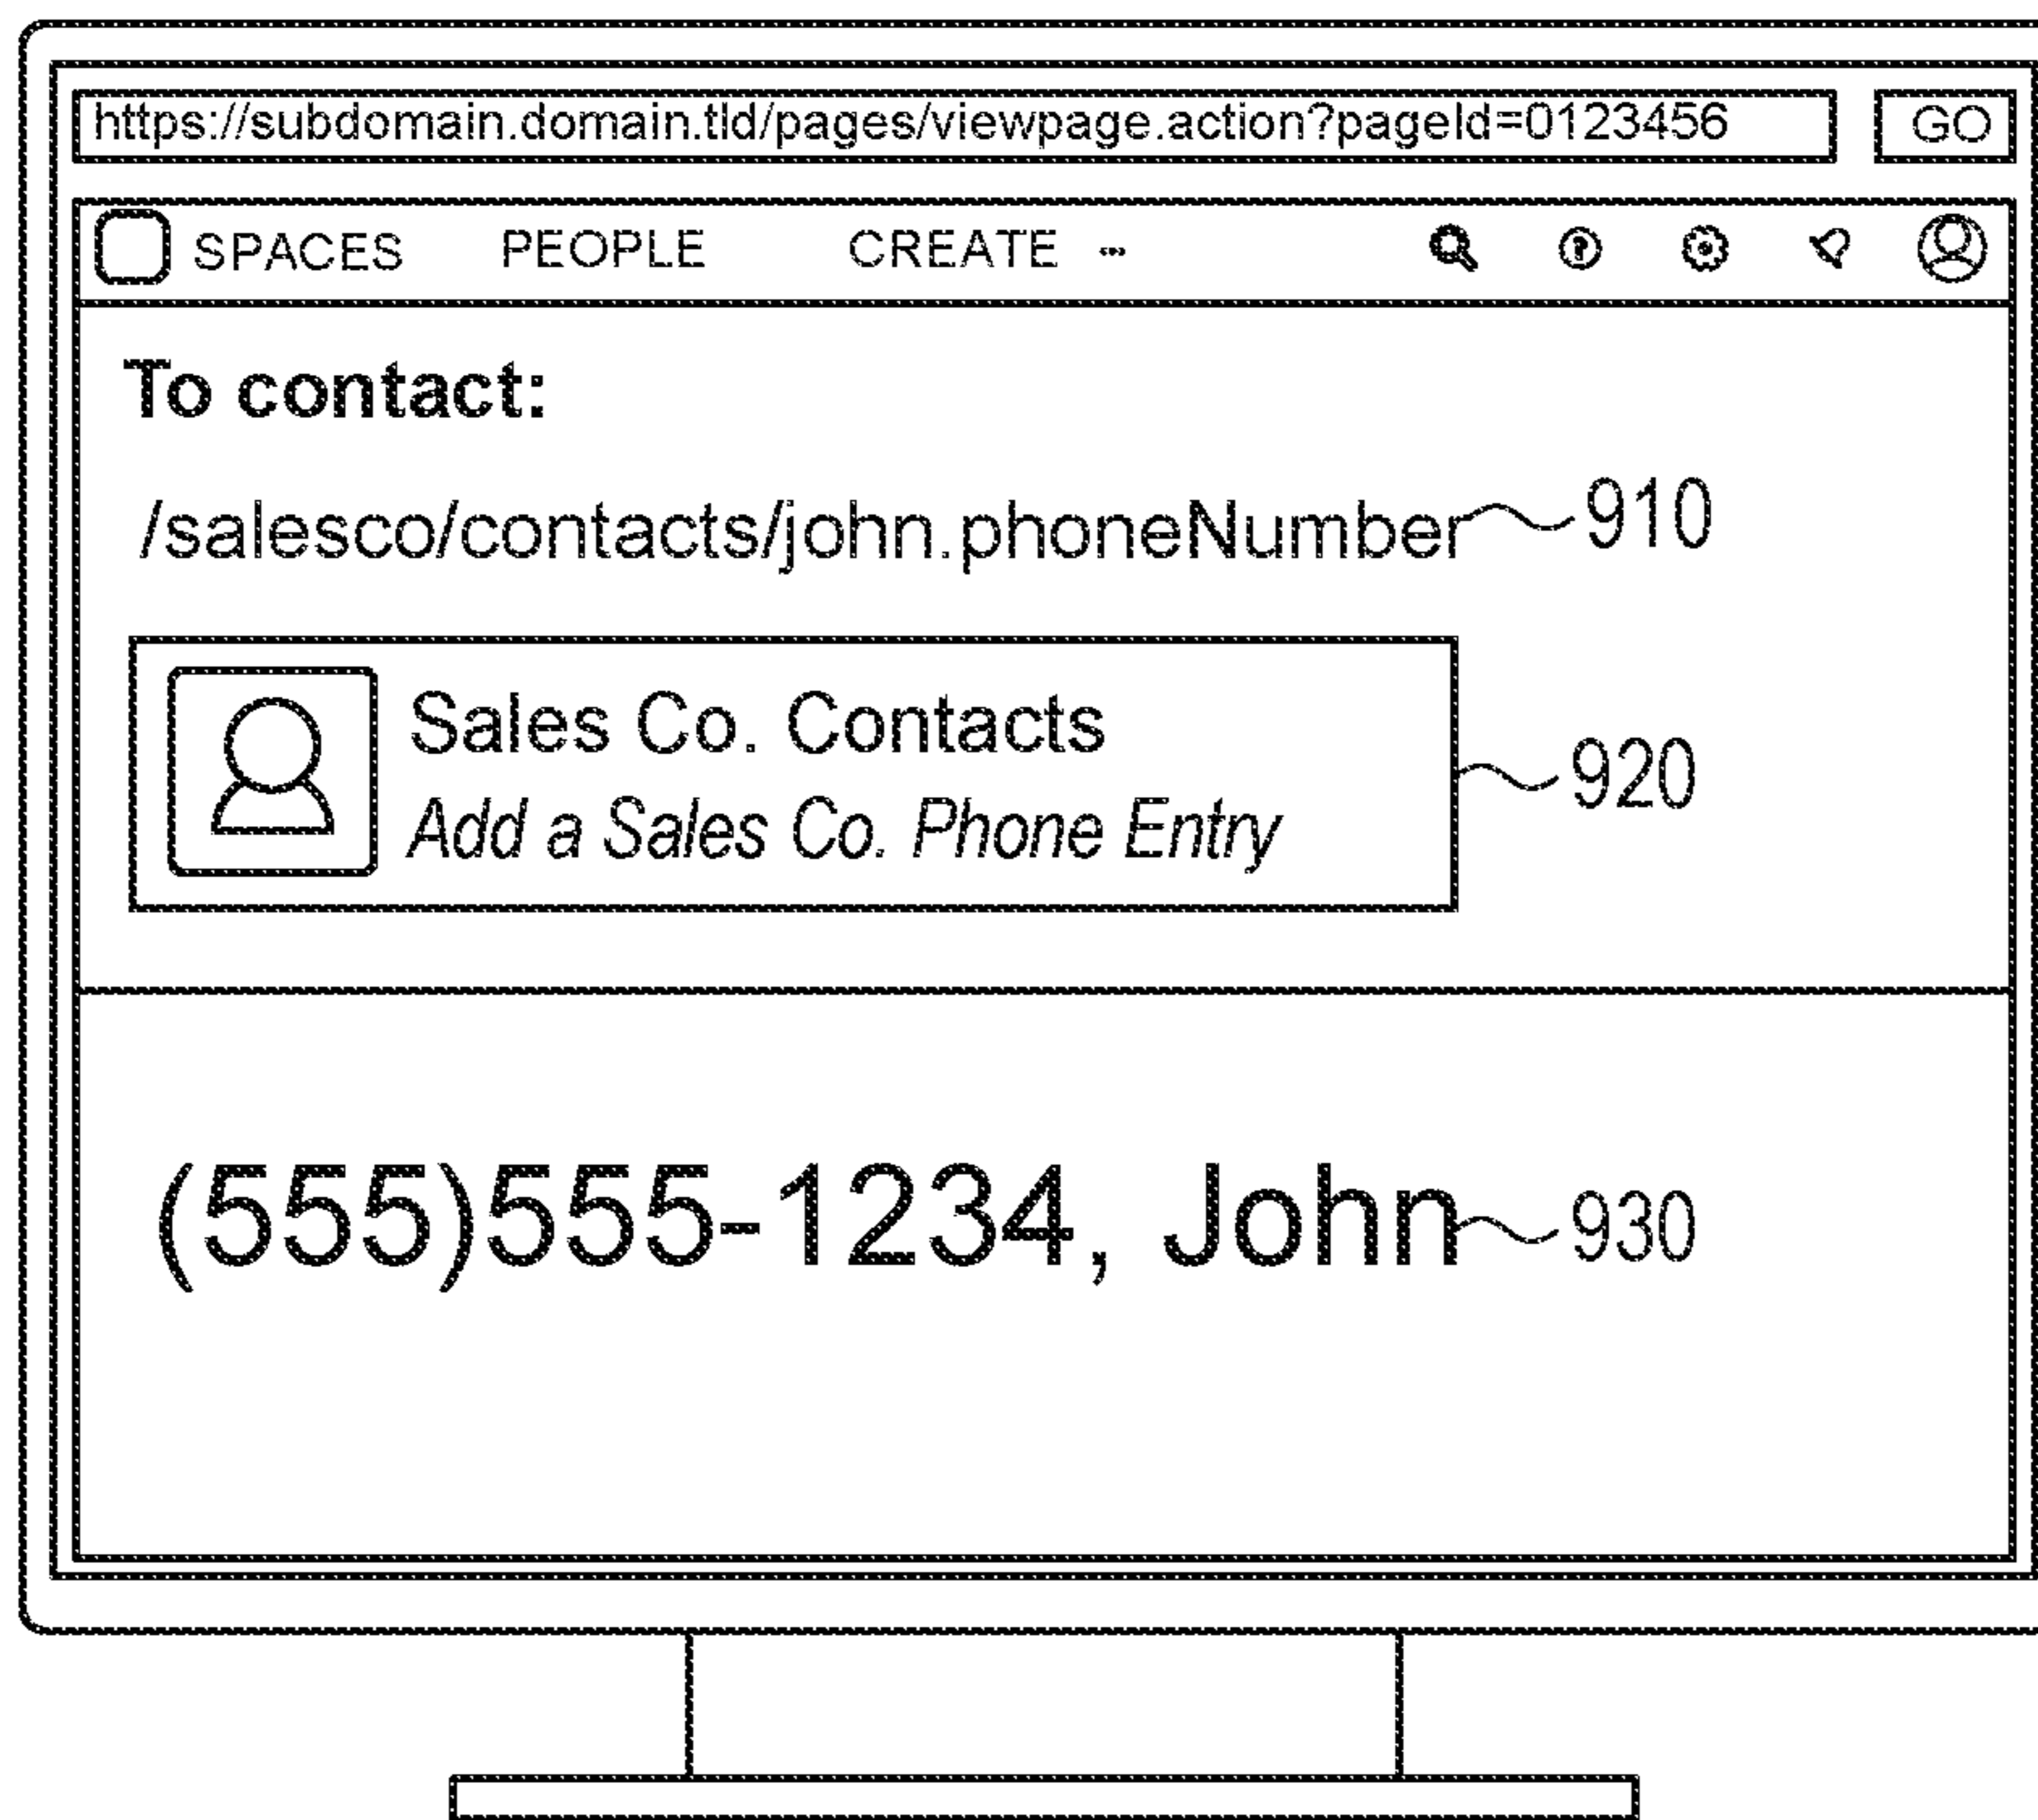 https://subdomain.domain.tld/pages/viewpage.action?pageId=0123456 GO
SPACES PEOPLE CREATE ···
To contact:
/salesco/contacts/john.phoneNumber 910
Sales Co. Contacts
Add a Sales Co. Phone Entry
920
(555)555-1234, John 930